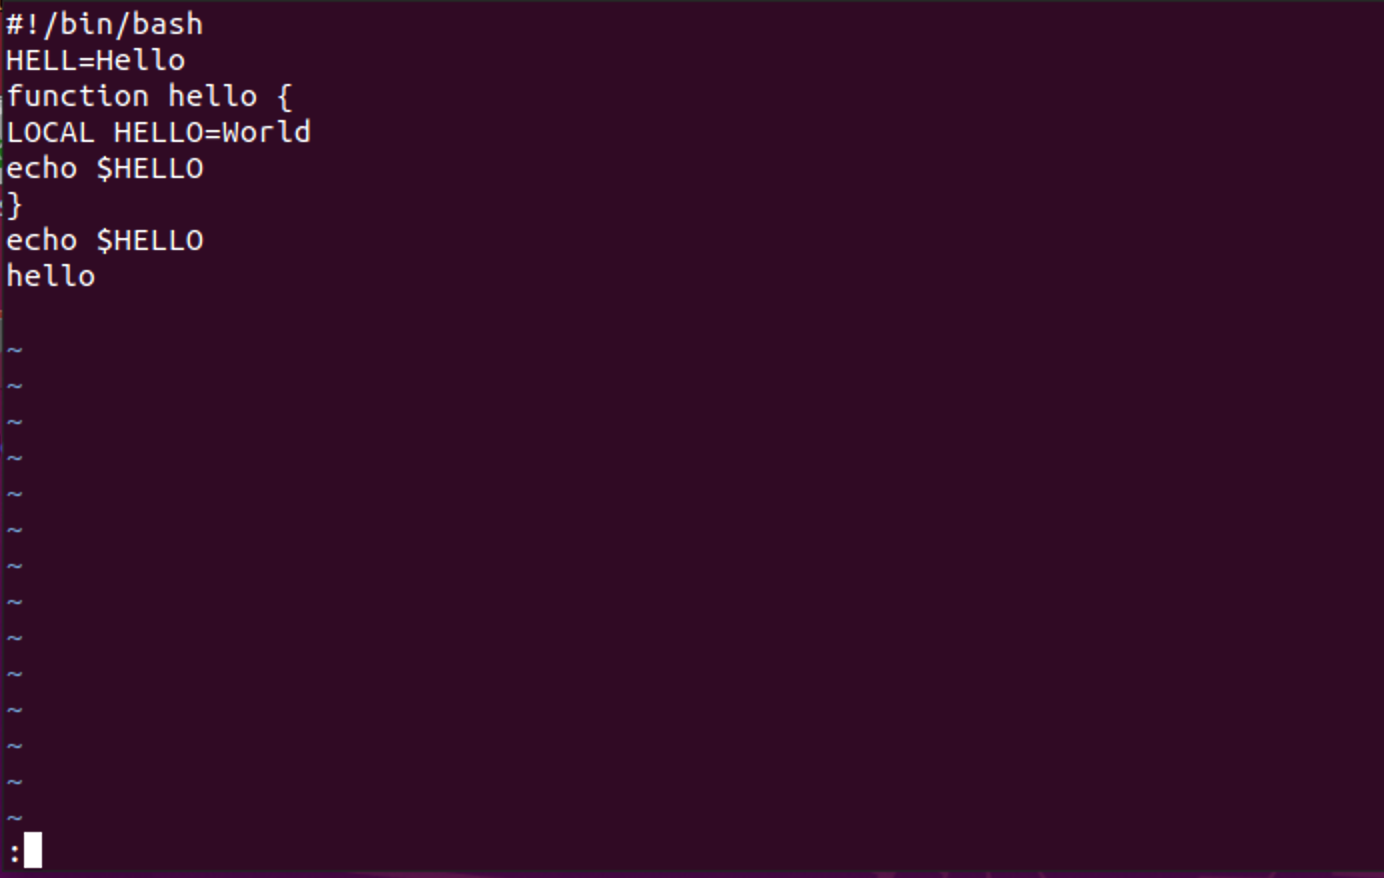 #!/bin/bash
HELL=Hello
function hello {
LOCAL HELLO=World
echo $HELLO
}
echo $HELLO
hello
~
~
~
~
~
~
~
~
~
~
~
~
~
~
: